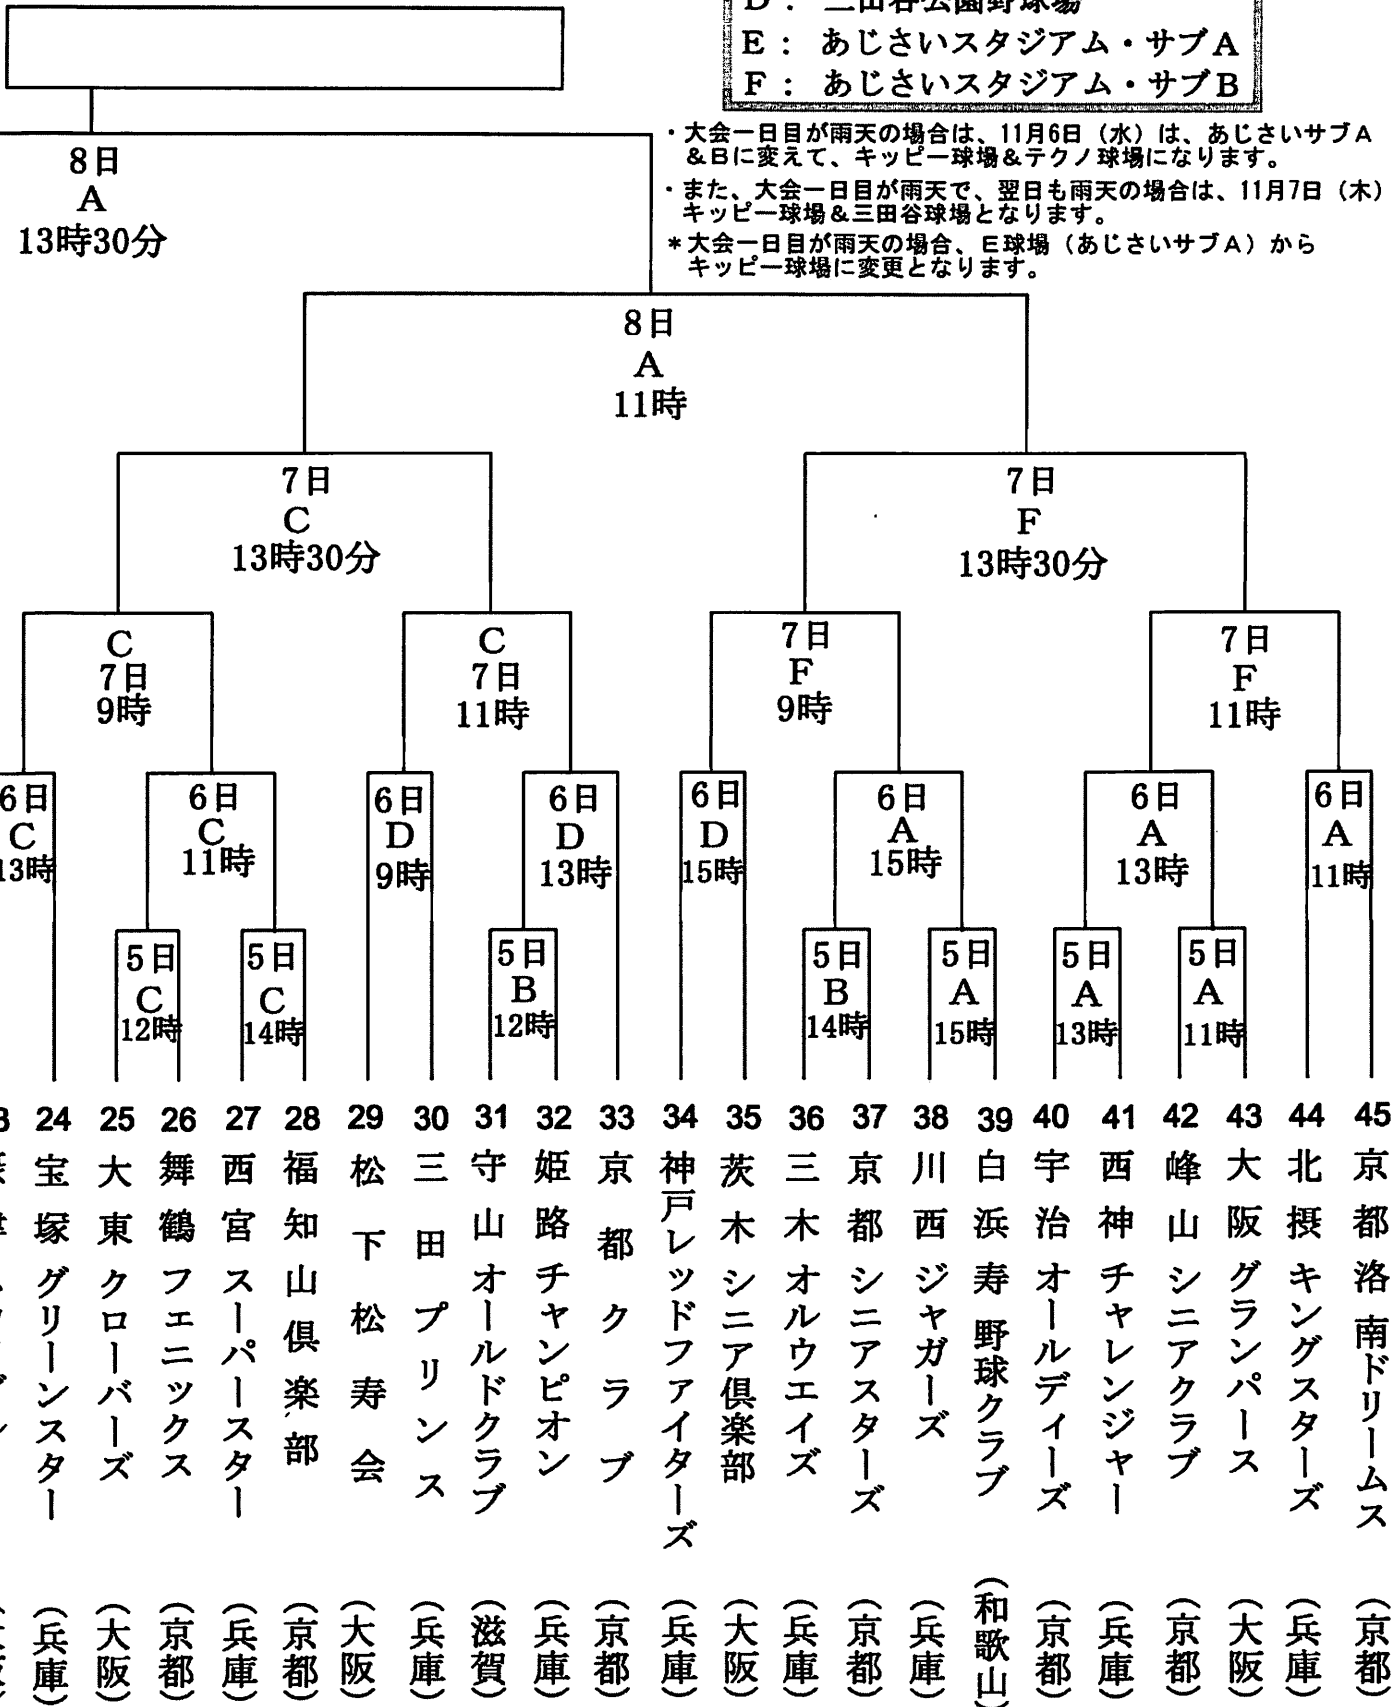 E： あじさいスタジアム・サブA
F： あじさいスタジアム・サブB
・大会一日目が雨天の場合は、11月6日（水）は、あじさいサブA
&Bに変えて、キッピー球場&テクノ球場になります。
・また、大会一日目が雨天で、翌日も雨天の場合は、11月7日（木）
キッピー球場&三田谷球場となります。
*大会一日目が雨天の場合、E球場（あじさいサブA）から
キッピー球場に変更となります。
8日
A
13時30分
8日
A
11時
7日
C
13時30分
7日
F
13時30分
C
7日
9時
C
7日
11時
7日
F
9時
7日
F
11時
6日
C
13時
6日
C
11時
6日
D
9時
6日
D
13時
6日
D
15時
6日
A
15時
6日
A
13時
6日
A
11時
5日
C
12時
5日
C
14時
5日
B
12時
5日
B
14時
5日
A
15時
5日
A
13時
5日
A
11時
24 宝塚グリーンスター （兵庫）
25 大東クローバーズ （大阪）
26 舞鶴フェニックス （京都）
27 西宮スーパースター （兵庫）
28 福知山倶楽部 （京都）
29 松下松寿会 （大阪）
30 三田プリンス （兵庫）
31 守山オールドクラブ （滋賀）
32 姫路チャンピオン （兵庫）
33 京都クラブ （京都）
34 神戸レッドファイターズ （兵庫）
35 茨木シニア倶楽部 （大阪）
36 三木オルウエイズ （兵庫）
37 京都シニアスターズ （京都）
38 川西ジャガーズ （兵庫）
39 白浜寿野球クラブ （和歌山）
40 宇治オールディーズ （京都）
41 西神チャレンジャー （兵庫）
42 峰山シニアクラブ （京都）
43 大阪グランパース （大阪）
44 北摂キングスターズ （兵庫）
45 京都洛南ドリームス （京都）